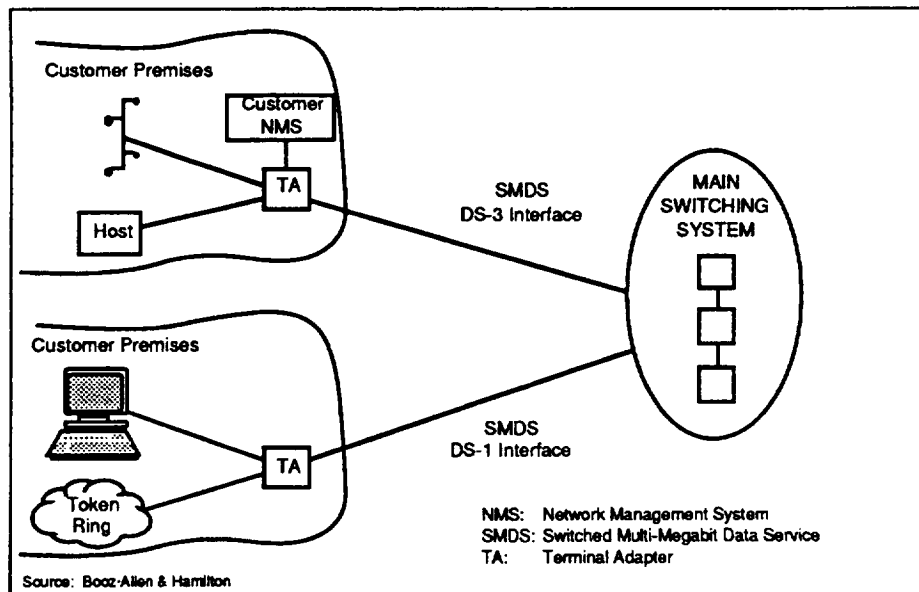 Customer Premises
Customer
NMS
TA
Host
SMDS
DS-3 Interface
MAIN
SWITCHING
SYSTEM
Customer Premises
TA
Token
Ring
SMDS
DS-1 Interface
NMS: Network Management System
SMDS: Switched Multi-Megabit Data Service
TA: Terminal Adapter
Source: Booz-Allen & Hamilton